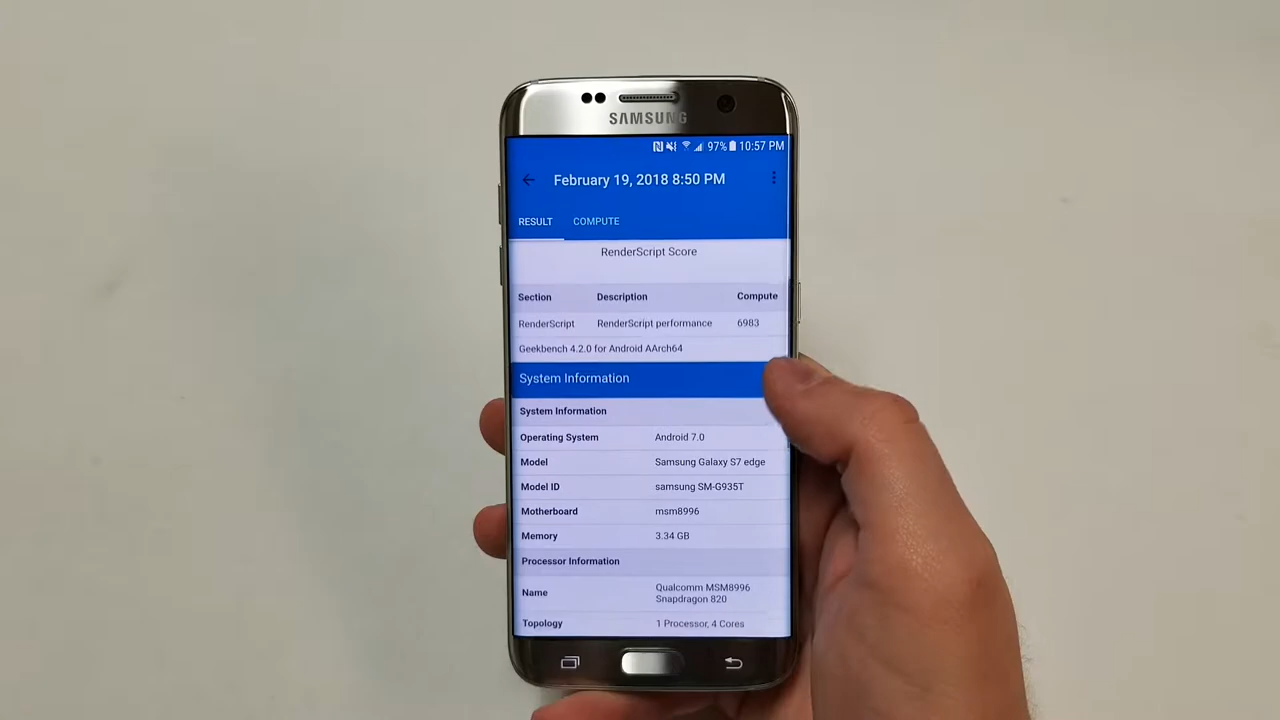 SAMSUNG
97% 10:57 PM
February 19, 2018 8:50 PM
RESULT COMPUTE
RenderScript Score
Section Description Compute
RenderScript RenderScript performance 6983
Geekbench 4.2.0 for Android AArch64
System Information
System Information
Operating System Android 7.0
Model Samsung Galaxy S7 edge
Model ID samsung SM-G935T
Motherboard msm8996
Memory 3.34 GB
Processor Information
Name Qualcomm MSM8996
Snapdragon 820
Topology 1 Processor, 4 Cores